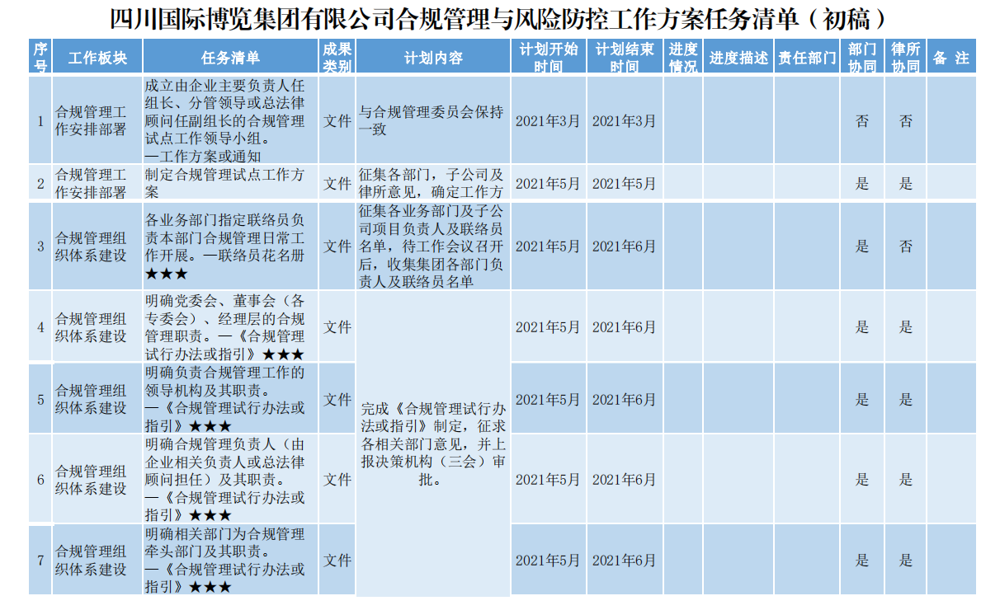 四川国际博览集团有限公司合规管理与风险防控工作方案任务清单（初稿）
序号 工作板块 任务清单 成果类别 计划内容 计划开始时间 计划结束时间 进度情况 进度描述 责任部门 部门协同 律所协同 备 注
1
合规管理工
作安排部署
成立由企业主要负责人任
组长、分管领导或总法律
顾问任副组长的合规管理
试点工作领导小组。
—工作方案或通知
文件
与合规管理委员会保持
一致
2021年3月
2021年3月
否
否
2
合规管理工
作安排部署
制定合规管理试点工作方
案
文件
征集各部门，子公司及
律所意见，确定工作方
2021年5月
2021年5月
是
是
3
合规管理组
织体系建设
各业务部门指定联络员负
责本部门合规管理日常工
作开展。—联络员花名册
★★★
文件
征集各业务部门及子公
司项目负责人及联络员
名单，待工作会议召开
后，收集集团各部门负
责人及联络员名单
2021年5月
2021年6月
是
否
4
合规管理组
织体系建设
明确党委会、董事会（各
专委会）、经理层的合规
管理职责。—《合规管理
试行办法或指引》★★★
文件
完成《合规管理试行办
法或指引》制定，征求
各相关部门意见，并上
报决策机构（三会）审
批。
2021年5月
2021年6月
是
是
5
合规管理组
织体系建设
明确负责合规管理工作的
领导机构及其职责。
—《合规管理试行办法或
指引》★★★
文件
2021年5月
2021年6月
是
是
6
合规管理组
织体系建设
明确合规管理负责人（由
企业相关负责人或总法律
顾问担任）及其职责。
—《合规管理试行办法或
指引》★★★
文件
2021年5月
2021年6月
是
是
7
合规管理组
织体系建设
明确相关部门为合规管理
牵头部门及其职责。
—《合规管理试行办法或
指引》★★★
文件
2021年5月
2021年6月
是
是